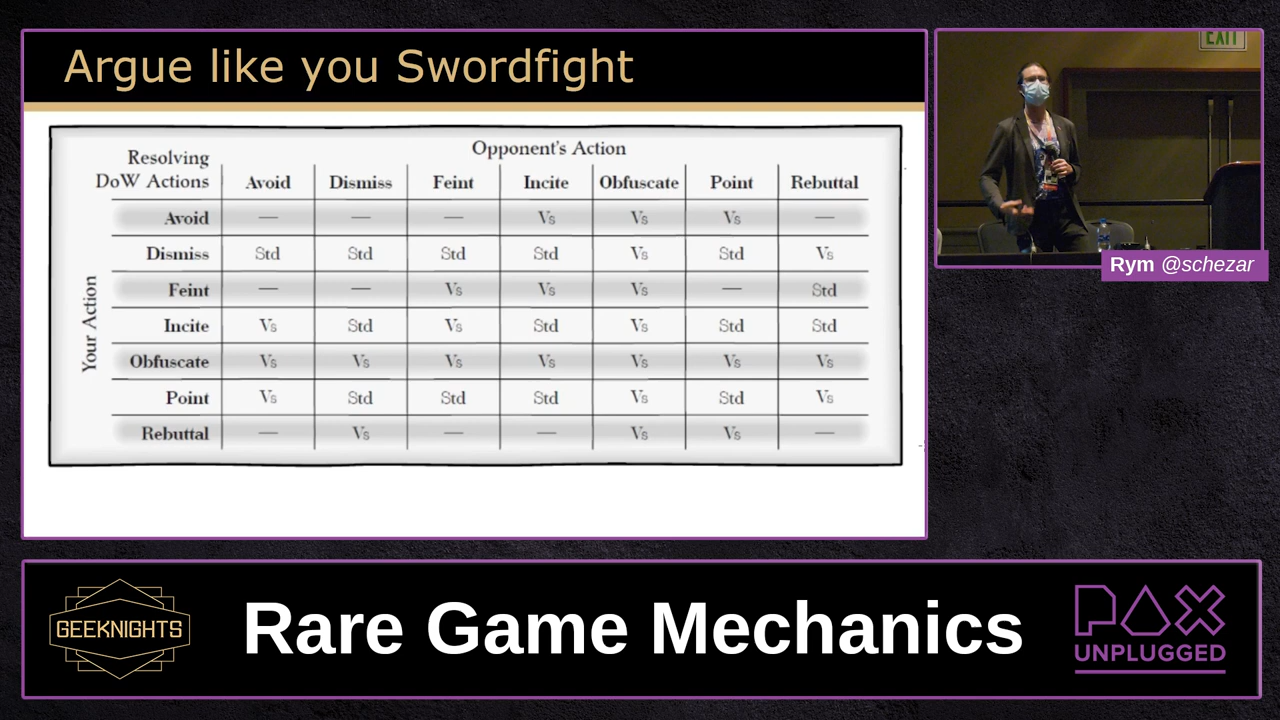 Argue like you Swordfight
EXIT
Resolving
DoW Actions
Opponent's Action
Avoid Dismiss Feint Incite Obfuscate Point Rebuttal
Your Action
Avoid — — — Vs Vs Vs —
Dismiss Std Std Std Std Vs Std Vs
Feint — — Vs Vs Vs — Std
Incite Vs Std Vs Std Vs Std Std
Obfuscate Vs Vs Vs Vs Vs Vs Vs
Point Vs Std Std Std Vs Std Vs
Rebuttal — Vs — — Vs Vs —
Rym @schezar
GEEKNIGHTS
Rare Game Mechanics
PAX
UNPLUGGED